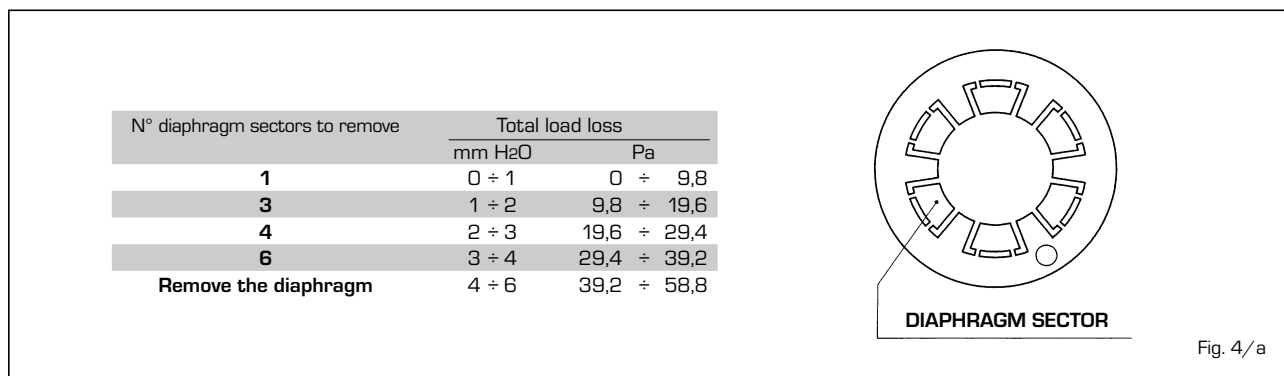 N° diaphragm sectors to remove Total load loss
mm H2O Pa
1 0 ÷ 1 0 ÷ 9,8
3 1 ÷ 2 9,8 ÷ 19,6
4 2 ÷ 3 19,6 ÷ 29,4
6 3 ÷ 4 29,4 ÷ 39,2
Remove the diaphragm 4 ÷ 6 39,2 ÷ 58,8
DIAPHRAGM SECTOR
Fig. 4/a